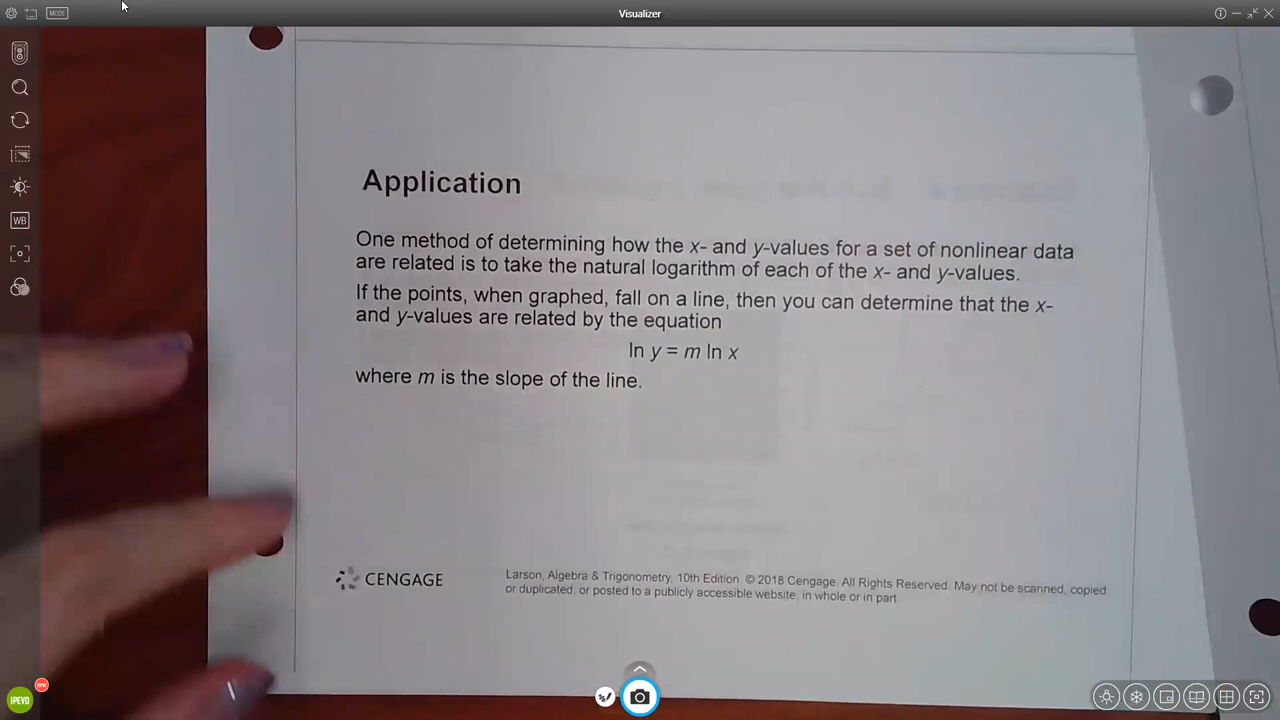 MODE
Visualizer
WB
Application
One method of determining how the x- and y-values for a set of nonlinear data
are related is to take the natural logarithm of each of the x- and y-values.
If the points, when graphed, fall on a line, then you can determine that the x-
and y-values are related by the equation
ln y = m ln x
where m is the slope of the line.
CENGAGE
Larson, Algebra & Trigonometry, 10th Edition © 2018 Cengage. All Rights Reserved. May not be scanned, copied
or duplicated, or posted to a publicly accessible website, in whole or in part
IPEVO
new